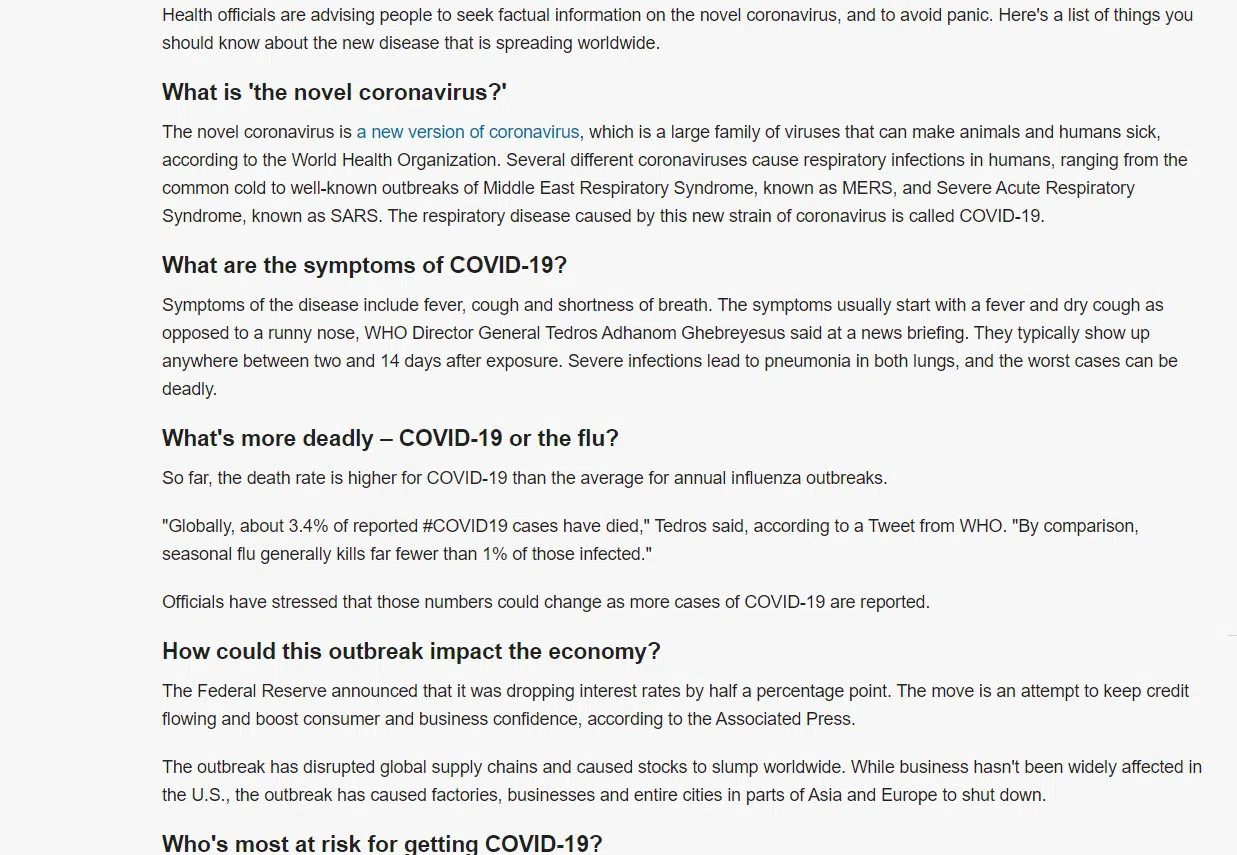 Health officials are advising people to seek factual information on the novel coronavirus, and to avoid panic. Here's a list of things you
should know about the new disease that is spreading worldwide.
What is 'the novel coronavirus?'
The novel coronavirus is a new version of coronavirus, which is a large family of viruses that can make animals and humans sick,
according to the World Health Organization. Several different coronaviruses cause respiratory infections in humans, ranging from the
common cold to well-known outbreaks of Middle East Respiratory Syndrome, known as MERS, and Severe Acute Respiratory
Syndrome, known as SARS. The respiratory disease caused by this new strain of coronavirus is called COVID-19.
What are the symptoms of COVID-19?
Symptoms of the disease include fever, cough and shortness of breath. The symptoms usually start with a fever and dry cough as
opposed to a runny nose, WHO Director General Tedros Adhanom Ghebreyesus said at a news briefing. They typically show up
anywhere between two and 14 days after exposure. Severe infections lead to pneumonia in both lungs, and the worst cases can be
deadly.
What's more deadly – COVID-19 or the flu?
So far, the death rate is higher for COVID-19 than the average for annual influenza outbreaks.
"Globally, about 3.4% of reported #COVID19 cases have died," Tedros said, according to a Tweet from WHO. "By comparison,
seasonal flu generally kills far fewer than 1% of those infected."
Officials have stressed that those numbers could change as more cases of COVID-19 are reported.
How could this outbreak impact the economy?
The Federal Reserve announced that it was dropping interest rates by half a percentage point. The move is an attempt to keep credit
flowing and boost consumer and business confidence, according to the Associated Press.
The outbreak has disrupted global supply chains and caused stocks to slump worldwide. While business hasn't been widely affected in
the U.S., the outbreak has caused factories, businesses and entire cities in parts of Asia and Europe to shut down.
Who's most at risk for getting COVID-19?